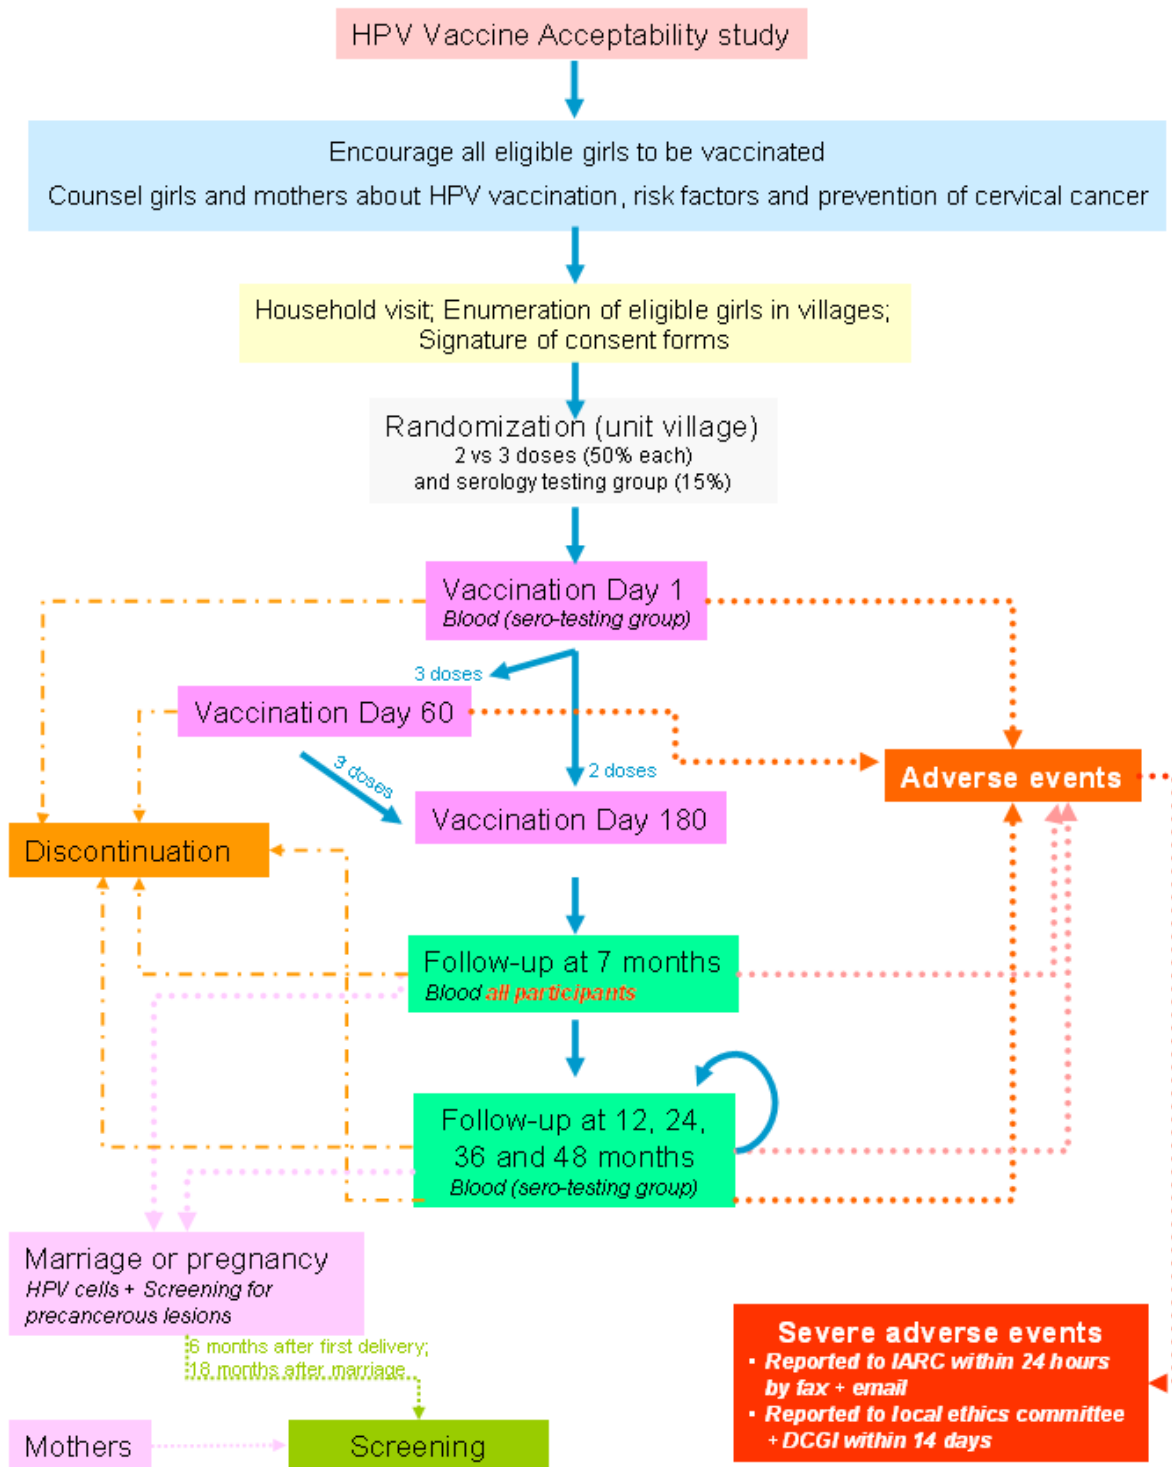 HPV Vaccine Acceptability study
Encourage all eligible girls to be vaccinated
Counsel girls and mothers about HPV vaccination, risk factors and prevention of cervical cancer
Household visit; Enumeration of eligible girls in villages;
Signature of consent forms
Randomization (unit village)
2 vs 3 doses (50% each)
and serology testing group (15%)
Vaccination Day 1
Blood (sero-testing group)
3 doses
Vaccination Day 60
3 doses
2 doses
Adverse events
Vaccination Day 180
Discontinuation
Follow-up at 7 months
Blood all participants
Follow-up at 12, 24,
36 and 48 months
Blood (sero-testing group)
Marriage or pregnancy
HPV cells + Screening for
precancerous lesions
6 months after first delivery;
18 months after marriage
Severe adverse events
• Reported to IARC within 24 hours
by fax + email
• Reported to local ethics committee
+ DCGI within 14 days
Mothers
Screening